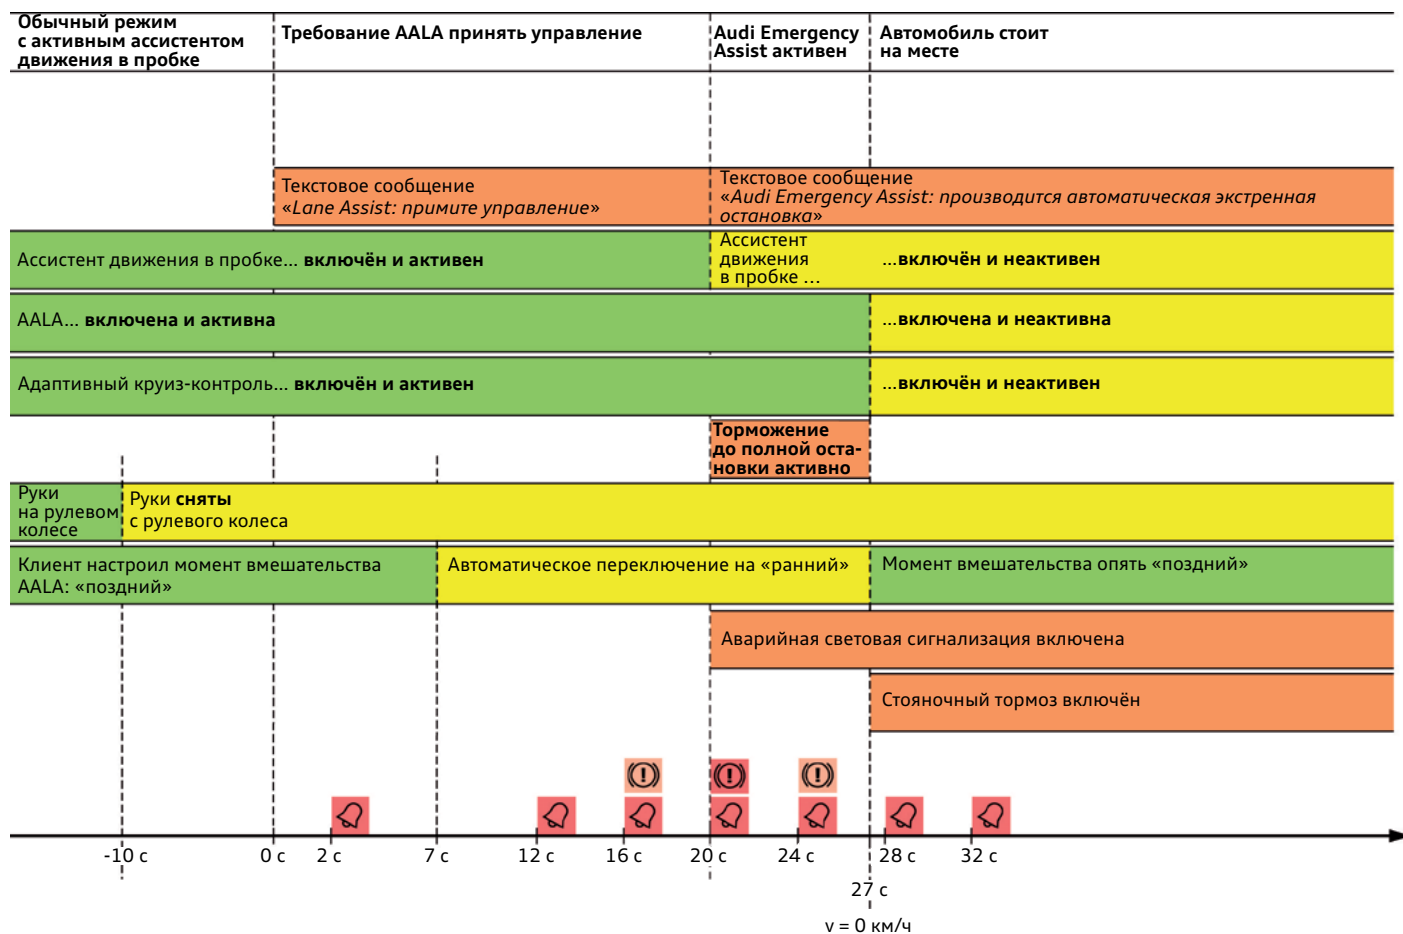 Обычный режим
с активным ассистентом
движения в пробке
Требование AALA принять управление
Audi Emergency
Assist активен
Автомобиль стоит
на месте
Текстовое сообщение
«Lane Assist: примите управление»
Текстовое сообщение
«Audi Emergency Assist: производится автоматическая экстренная
остановка»
Ассистент движения в пробке... включён и активен
Ассистент
движения
в пробке ...
...включён и неактивен
AALA... включена и активна
...включена и неактивна
Адаптивный круиз-контроль... включён и активен
...включён и неактивен
Торможение
до полной оста-
новки активно
Руки
на рулевом
колесе
Руки сняты
с рулевого колеса
Клиент настроил момент вмешательства
AALA: «поздний»
Автоматическое переключение на «ранний»
Момент вмешательства опять «поздний»
Аварийная световая сигнализация включена
Стояночный тормоз включён
-10 с
0 с
2 с
7 с
12 с
16 с
20 с
24 с
28 с
32 с
27 с
v = 0 км/ч